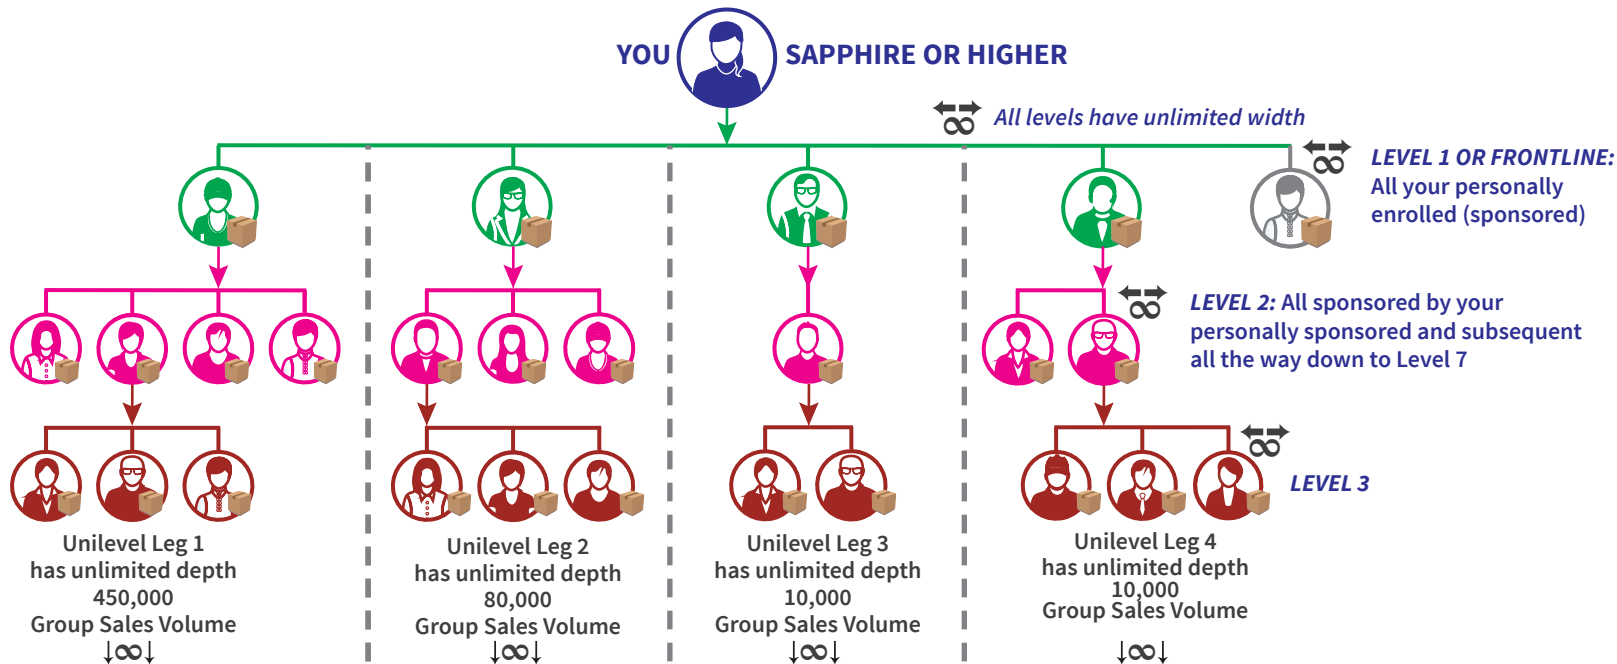 YOU
SAPPHIRE OR HIGHER
All levels have unlimited width
LEVEL 1 OR FRONTLINE:
All your personally
enrolled (sponsored)
LEVEL 2: All sponsored by your
personally sponsored and subsequent
all the way down to Level 7
LEVEL 3
Unilevel Leg 1
has unlimited depth
450,000
Group Sales Volume
↓∞↓
Unilevel Leg 2
has unlimited depth
80,000
Group Sales Volume
↓∞↓
Unilevel Leg 3
has unlimited depth
10,000
Group Sales Volume
↓∞↓
Unilevel Leg 4
has unlimited depth
10,000
Group Sales Volume
↓∞↓